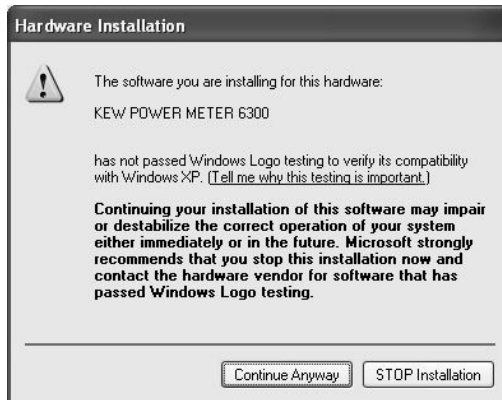 Hardware Installation
The software you are installing for this hardware:
KEW POWER METER 6300
has not passed Windows Logo testing to verify its compatibility
with Windows XP. (Tell me why this testing is important.)
Continuing your installation of this software may impair
or destabilize the correct operation of your system
either immediately or in the future. Microsoft strongly
recommends that you stop this installation now and
contact the hardware vendor for software that has
passed Windows Logo testing.
Continue Anyway
STOP Installation